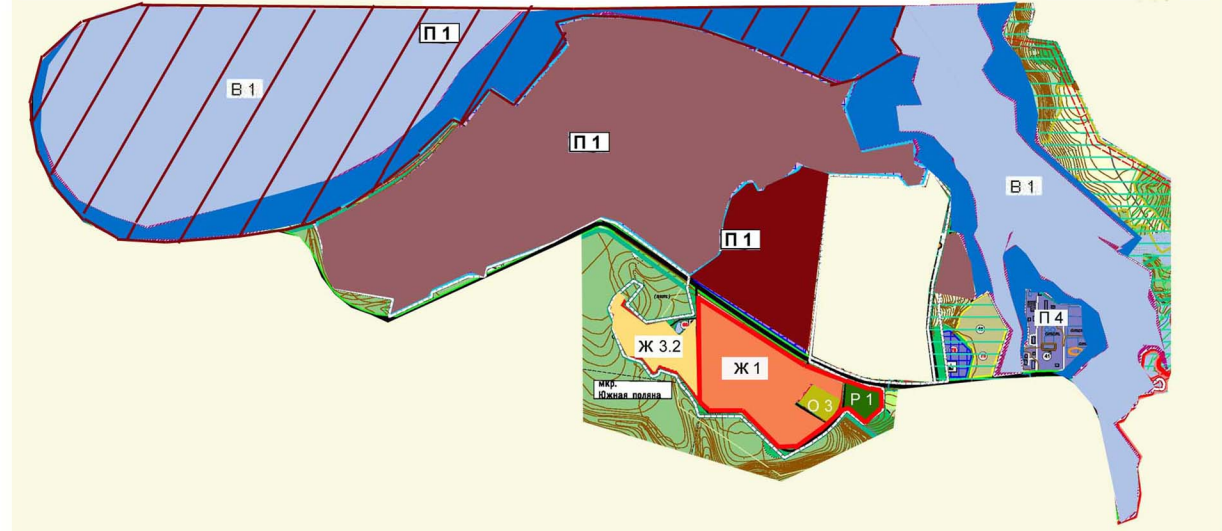 П 1
В 1
П 1
В 1
П 1
П 4
Ж 3.2
Ж 1
мкр.
Южная поляна
О 3
Р 1